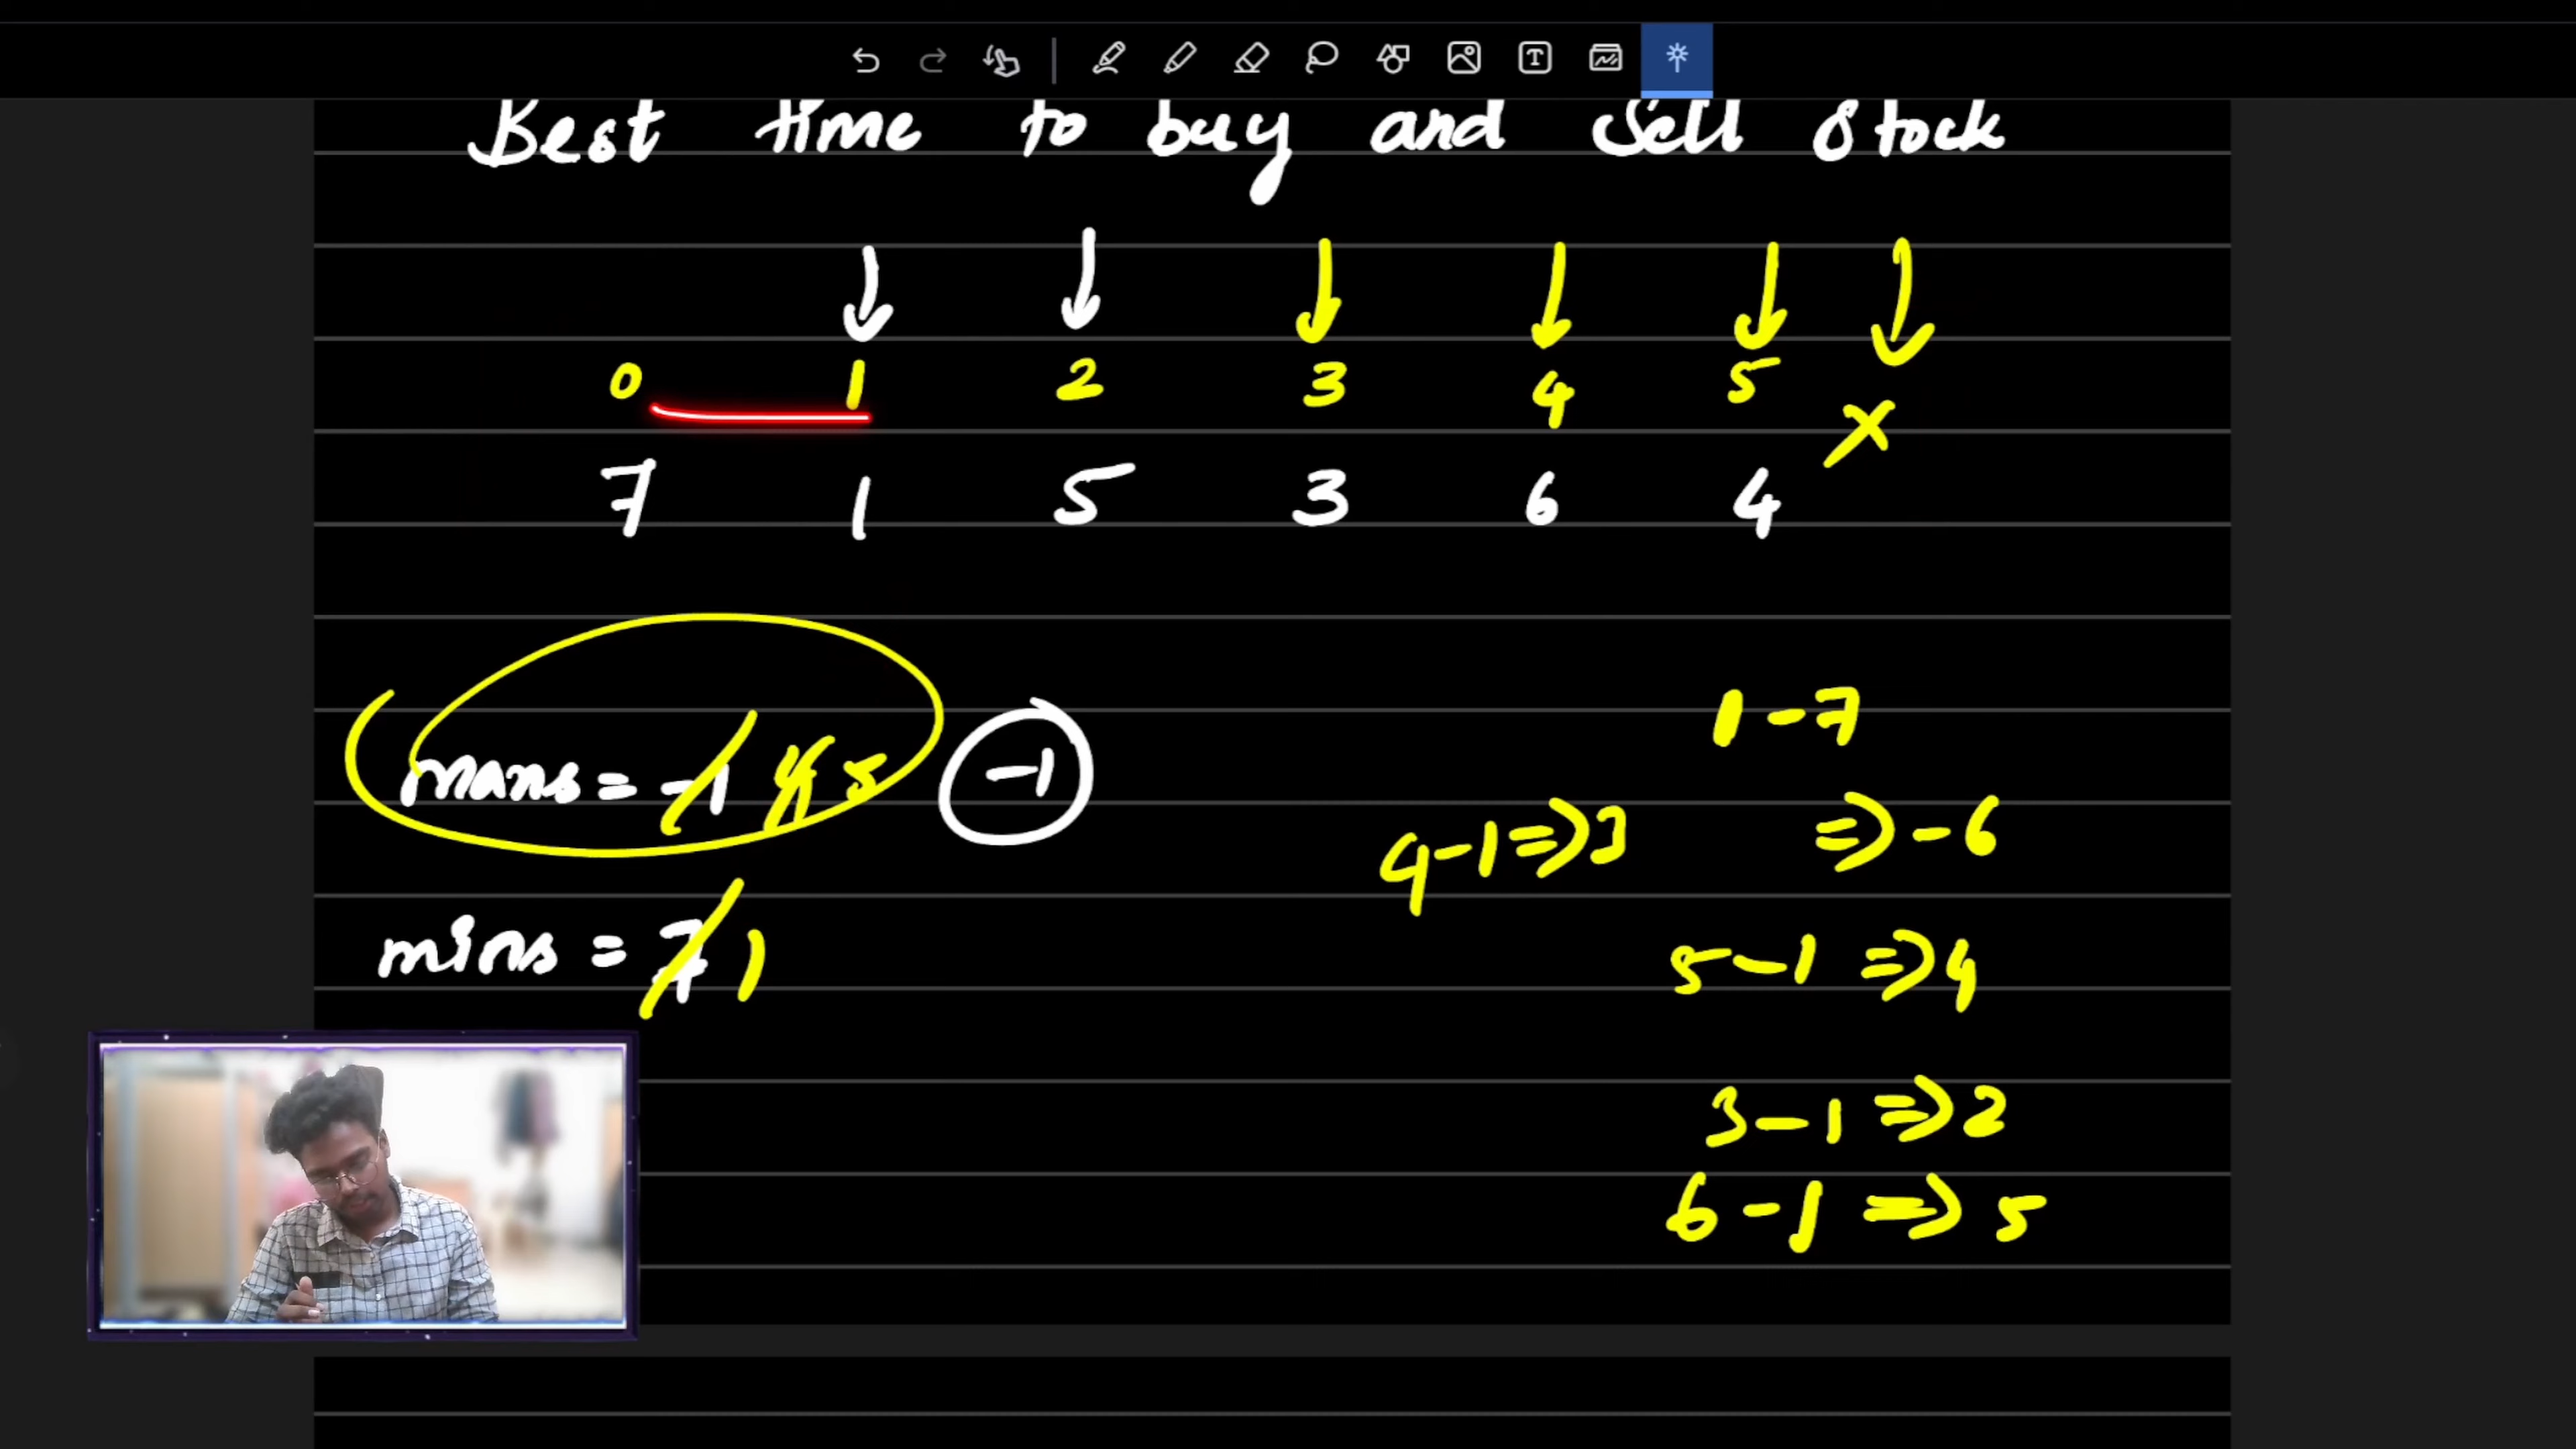 Best time to buy and Sell Stock
0 1 2 3 4 5 X
7 1 5 3 6 4
1-7
mans = -1 4 5 -1
=> -6
4-1 => 3
mins = 7 1
5-1 => 4
3-1 => 2
6-1 => 5